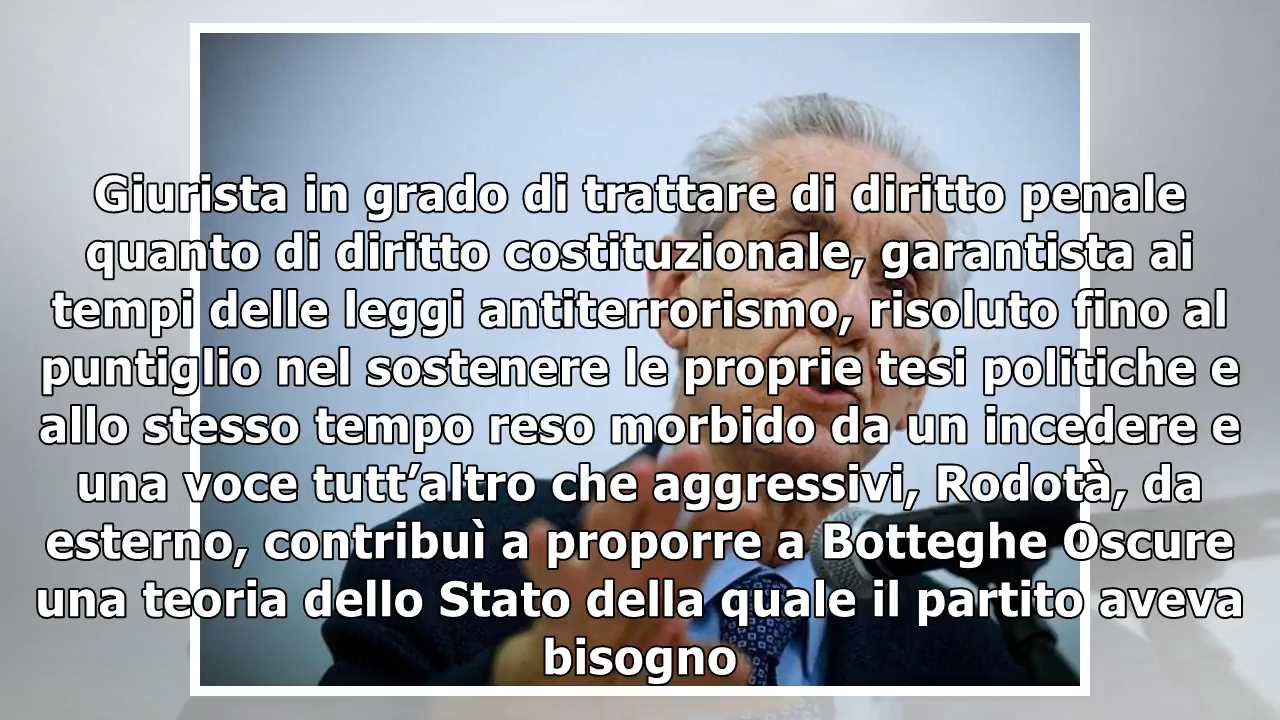 Giurista in grado di trattare di diritto penale
quanto di diritto costituzionale, garantista ai
tempi delle leggi antiterrorismo, risoluto fino al
puntiglio nel sostenere le proprie tesi politiche e
allo stesso tempo reso morbido da un incedere e
una voce tutt’altro che aggressivi, Rodotà, da
esterno, contribuì a proporre a Botteghe Oscure
una teoria dello Stato della quale il partito aveva
bisogno